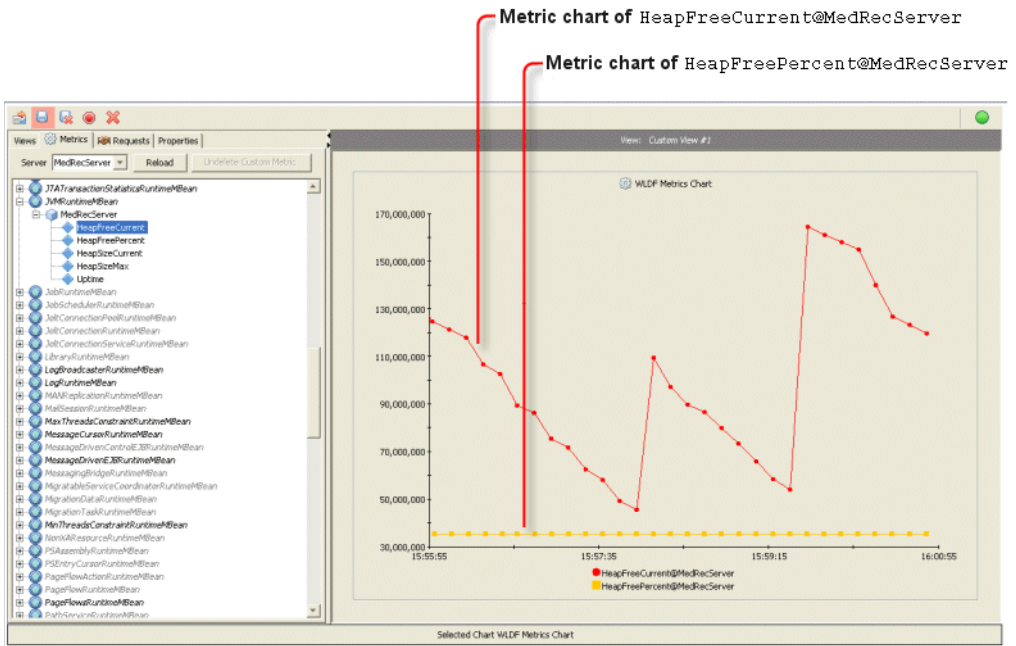 Metric chart of HeapFreeCurrent@MedRecServer
Metric chart of HeapFreePercent@MedRecServer
Views Metrics Requests Properties
View: Custom View #1
Server MedRecServer Reload Undelete Custom Metric
WLDF Metrics Chart
JTATransactionStatisticsRuntimeMBean
JVMRuntimeMBean
MedRecServer
HeapFreeCurrent
HeapFreePercent
HeapSizeCurrent
HeapSizeMax
Uptime
JobRuntimeMBean
JobSchedulerRuntimeMBean
JoltConnectionPoolRuntimeMBean
JoltConnectionRuntimeMBean
JoltConnectionServiceRuntimeMBean
LibraryRuntimeMBean
LogBroadcasterRuntimeMBean
LogRuntimeMBean
MANReplicationRuntimeMBean
MailSessionRuntimeMBean
MaxThreadsConstraintRuntimeMBean
MessageCursorRuntimeMBean
MessageDrivenControlEJBRuntimeMBean
MessageDrivenEJBRuntimeMBean
MessagingBridgeRuntimeMBean
MigratableServiceCoordinatorRuntimeMBean
MigrationDataRuntimeMBean
MigrationTaskRuntimeMBean
MinThreadsConstraintRuntimeMBean
NonXAResourceRuntimeMBean
PSAssemblyRuntimeMBean
PSEntryCursorRuntimeMBean
PageFlowActionRuntimeMBean
PageFlowRuntimeMBean
PageFlowsRuntimeMBean
PathServiceRuntimeMBean
170,000,000
150,000,000
130,000,000
110,000,000
90,000,000
70,000,000
50,000,000
30,000,000
15:55:55 15:57:35 15:59:15 16:00:55
HeapFreeCurrent@MedRecServer
HeapFreePercent@MedRecServer
Selected Chart WLDF Metrics Chart